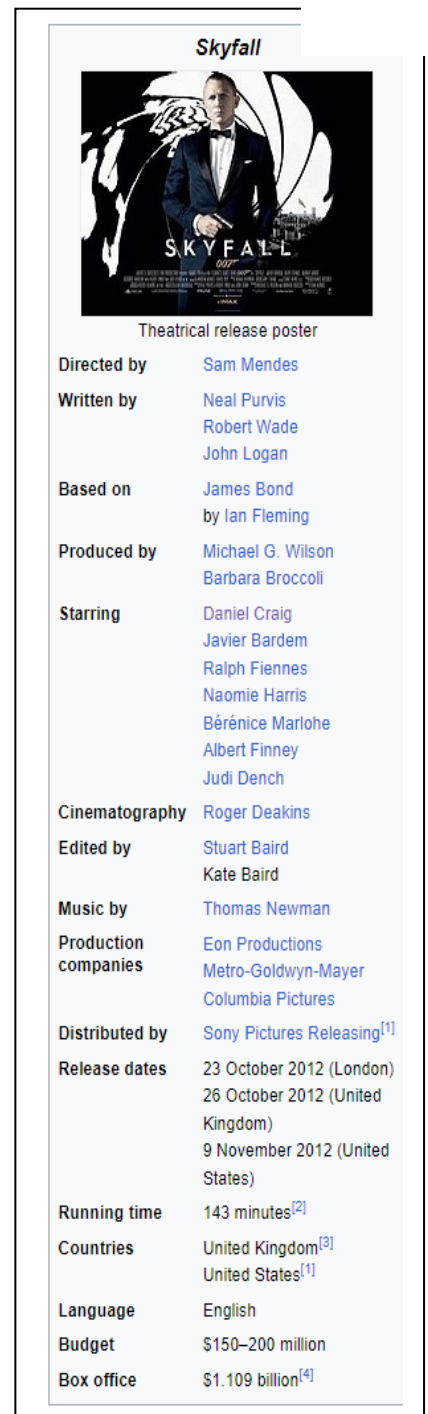 Skyfall
SKYFALL
007
IMAX
Theatrical release poster
Directed by Sam Mendes
Written by Neal Purvis
Robert Wade
John Logan
Based on James Bond
by Ian Fleming
Produced by Michael G. Wilson
Barbara Broccoli
Starring Daniel Craig
Javier Bardem
Ralph Fiennes
Naomie Harris
Bérénice Marlohe
Albert Finney
Judi Dench
Cinematography Roger Deakins
Edited by Stuart Baird
Kate Baird
Music by Thomas Newman
Production companies Eon Productions
Metro-Goldwyn-Mayer
Columbia Pictures
Distributed by Sony Pictures Releasing[1]
Release dates 23 October 2012 (London)
26 October 2012 (United
Kingdom)
9 November 2012 (United
States)
Running time 143 minutes[2]
Countries United Kingdom[3]
United States[1]
Language English
Budget $150–200 million
Box office $1.109 billion[4]